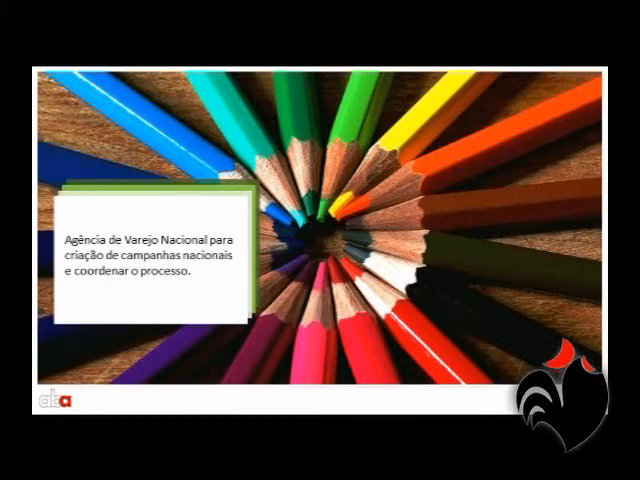 Agência de Varejo Nacional para
criação de campanhas nacionais
e coordenar o processo.
aba